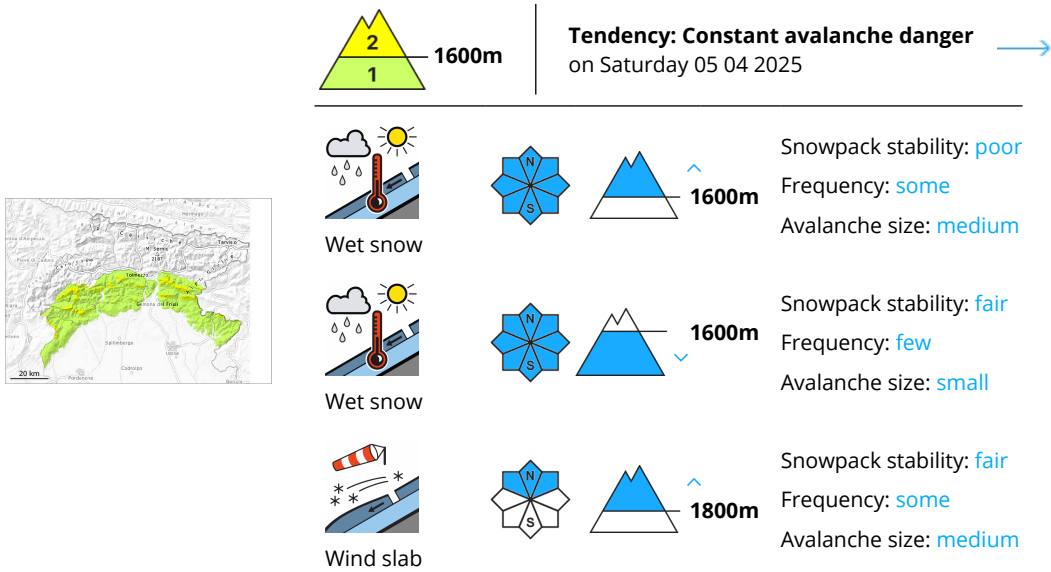 2
1
1600m
Tendency: Constant avalanche danger
on Saturday 05 04 2025
N
S
1600m
Snowpack stability: poor
Frequency: some
Avalanche size: medium
Wet snow
Tarvisio
Tolmezzo
Gemona del Friuli
Spilimbergo
Udine
Codroipo
Pordenone
Gorizia
20 km
N
S
1600m
Snowpack stability: fair
Frequency: few
Avalanche size: small
Wet snow
N
S
1800m
Snowpack stability: fair
Frequency: some
Avalanche size: medium
Wind slab